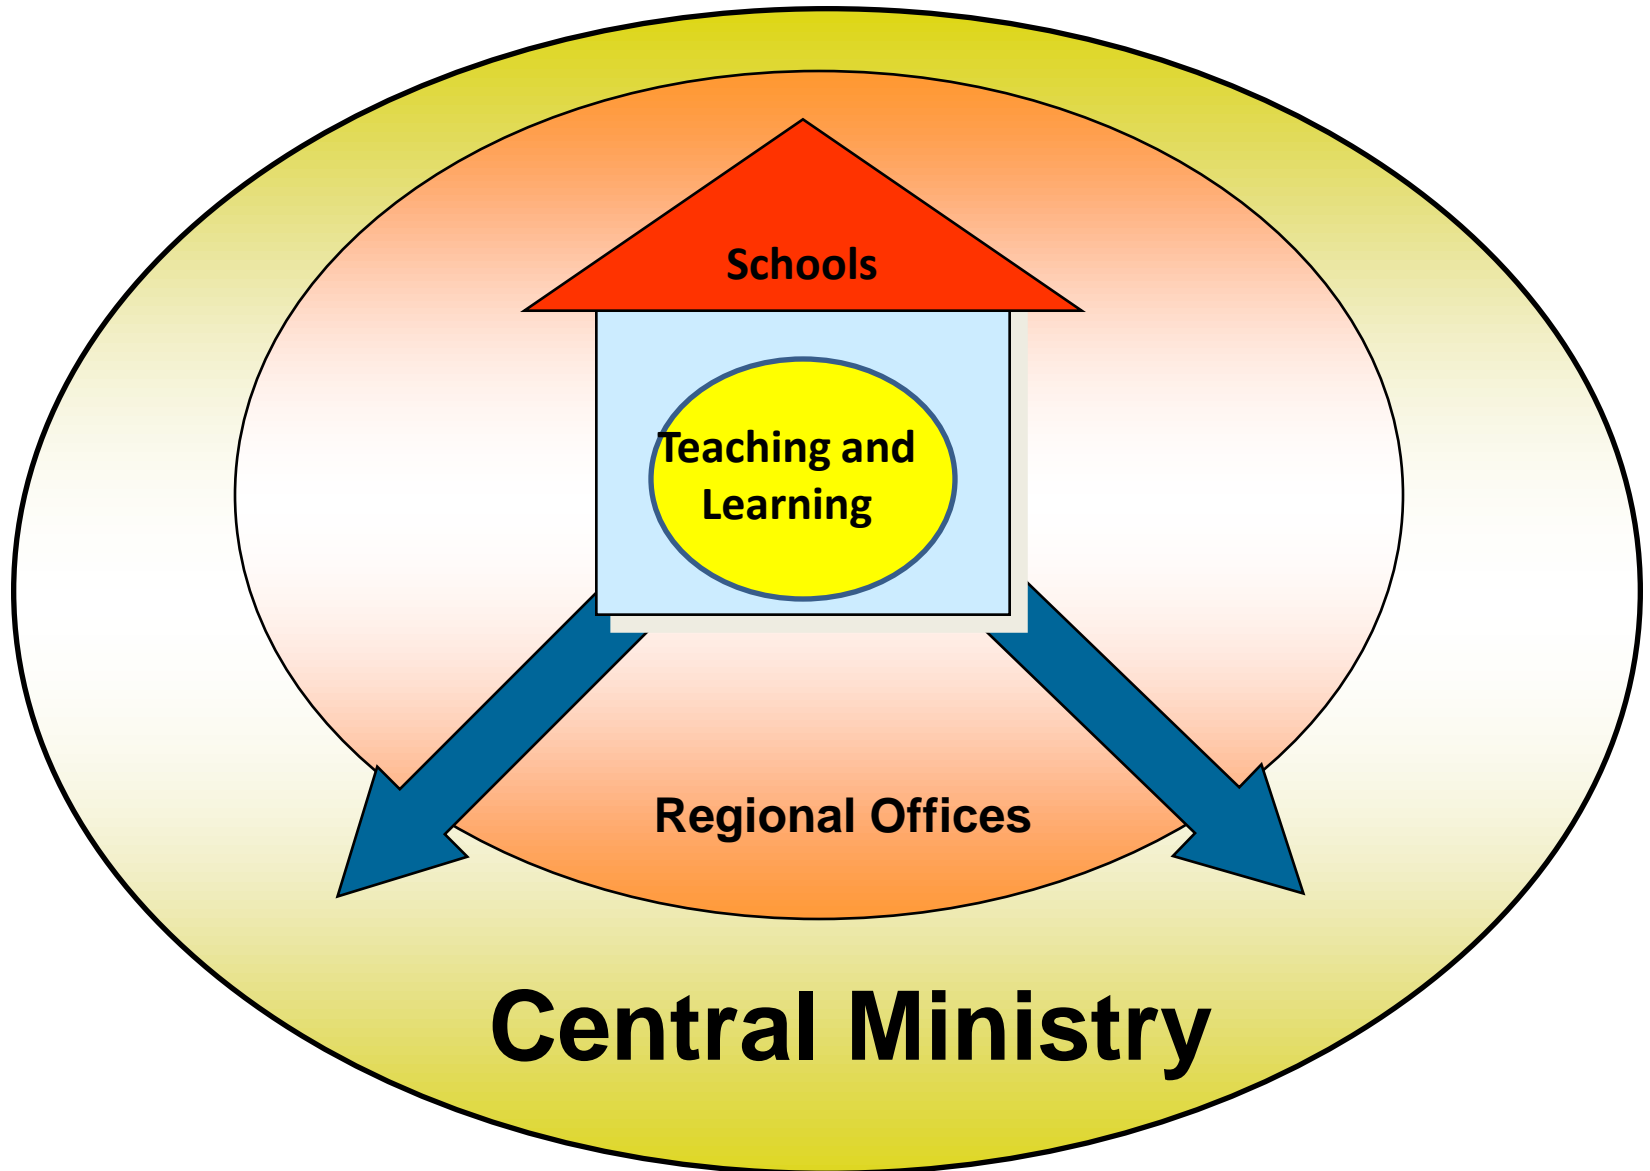 Schools
Teaching and
Learning
Regional Offices
Central Ministry